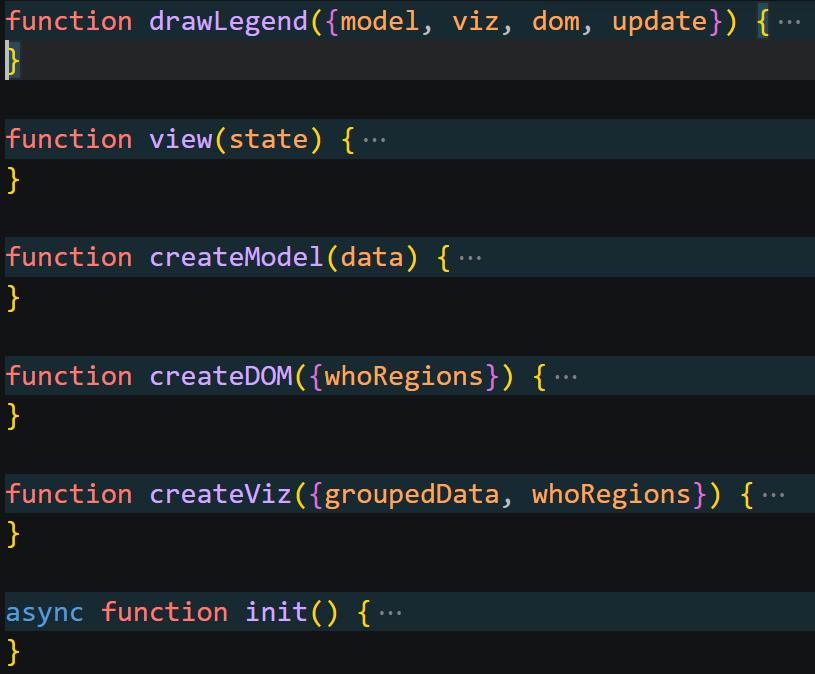 function drawLegend({model, viz, dom, update}) { ···
}
function view(state) { ···
}
function createModel(data) { ···
}
function createDOM({whoRegions}) { ···
}
function createViz({groupedData, whoRegions}) { ···
}
async function init() { ···
}